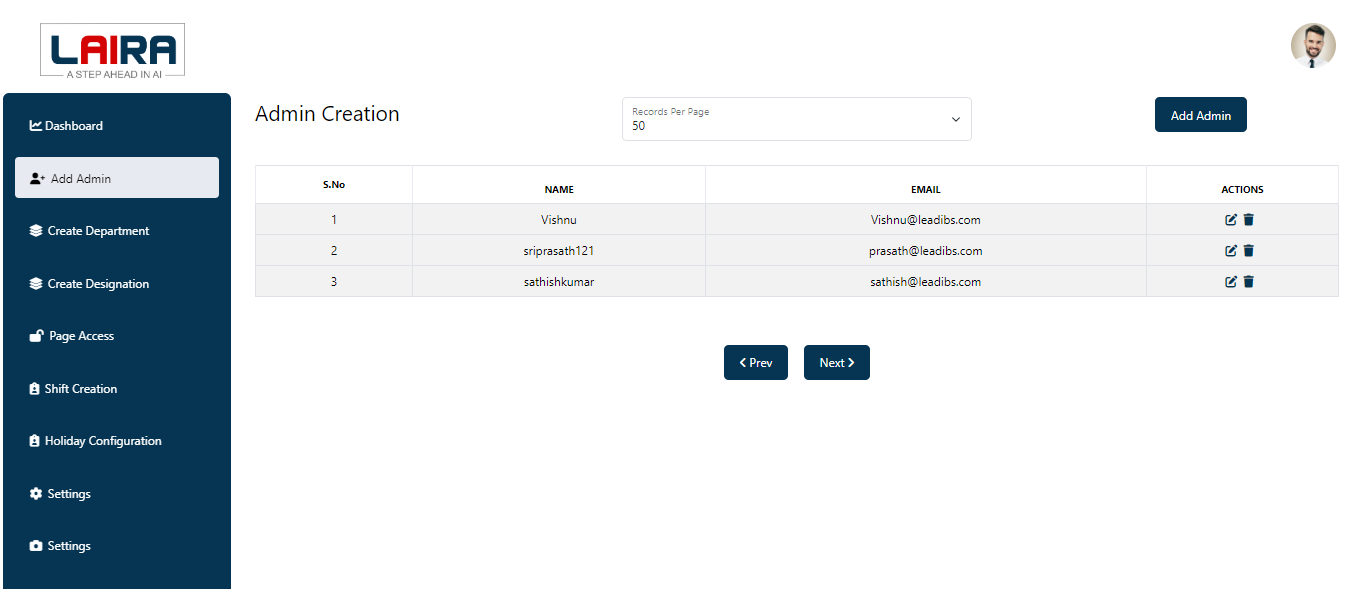 LAIRA
A STEP AHEAD IN AI
Dashboard
Add Admin
Create Department
Create Designation
Page Access
Shift Creation
Holiday Configuration
Settings
Settings
Admin Creation
Records Per Page
50
Add Admin
S.No NAME EMAIL ACTIONS
1 Vishnu Vishnu@leadibs.com
2 sriprasath121 prasath@leadibs.com
3 sathishkumar sathish@leadibs.com
Prev Next